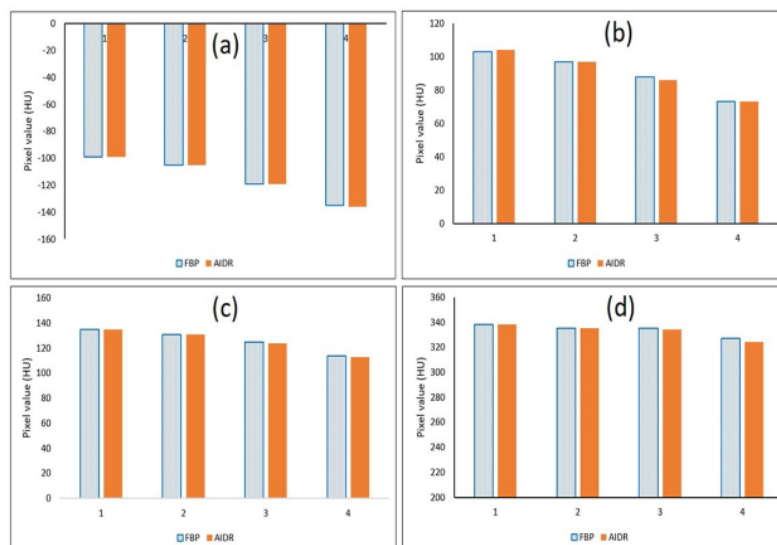 (a)
Pixel value (HU)
0
-20
-40
-60
-80
-100
-120
-140
-160
1 2 3 4
FBP AIDR
(b)
Pixel value (HU)
120
100
80
60
40
20
0
1 2 3 4
FBP AIDR
(c)
Pixel value (HU)
160
140
120
100
80
60
40
20
0
1 2 3 4
FBP AIDR
(d)
Pixel value (HU)
360
340
320
300
280
260
240
220
200
1 2 3 4
FBP AIDR